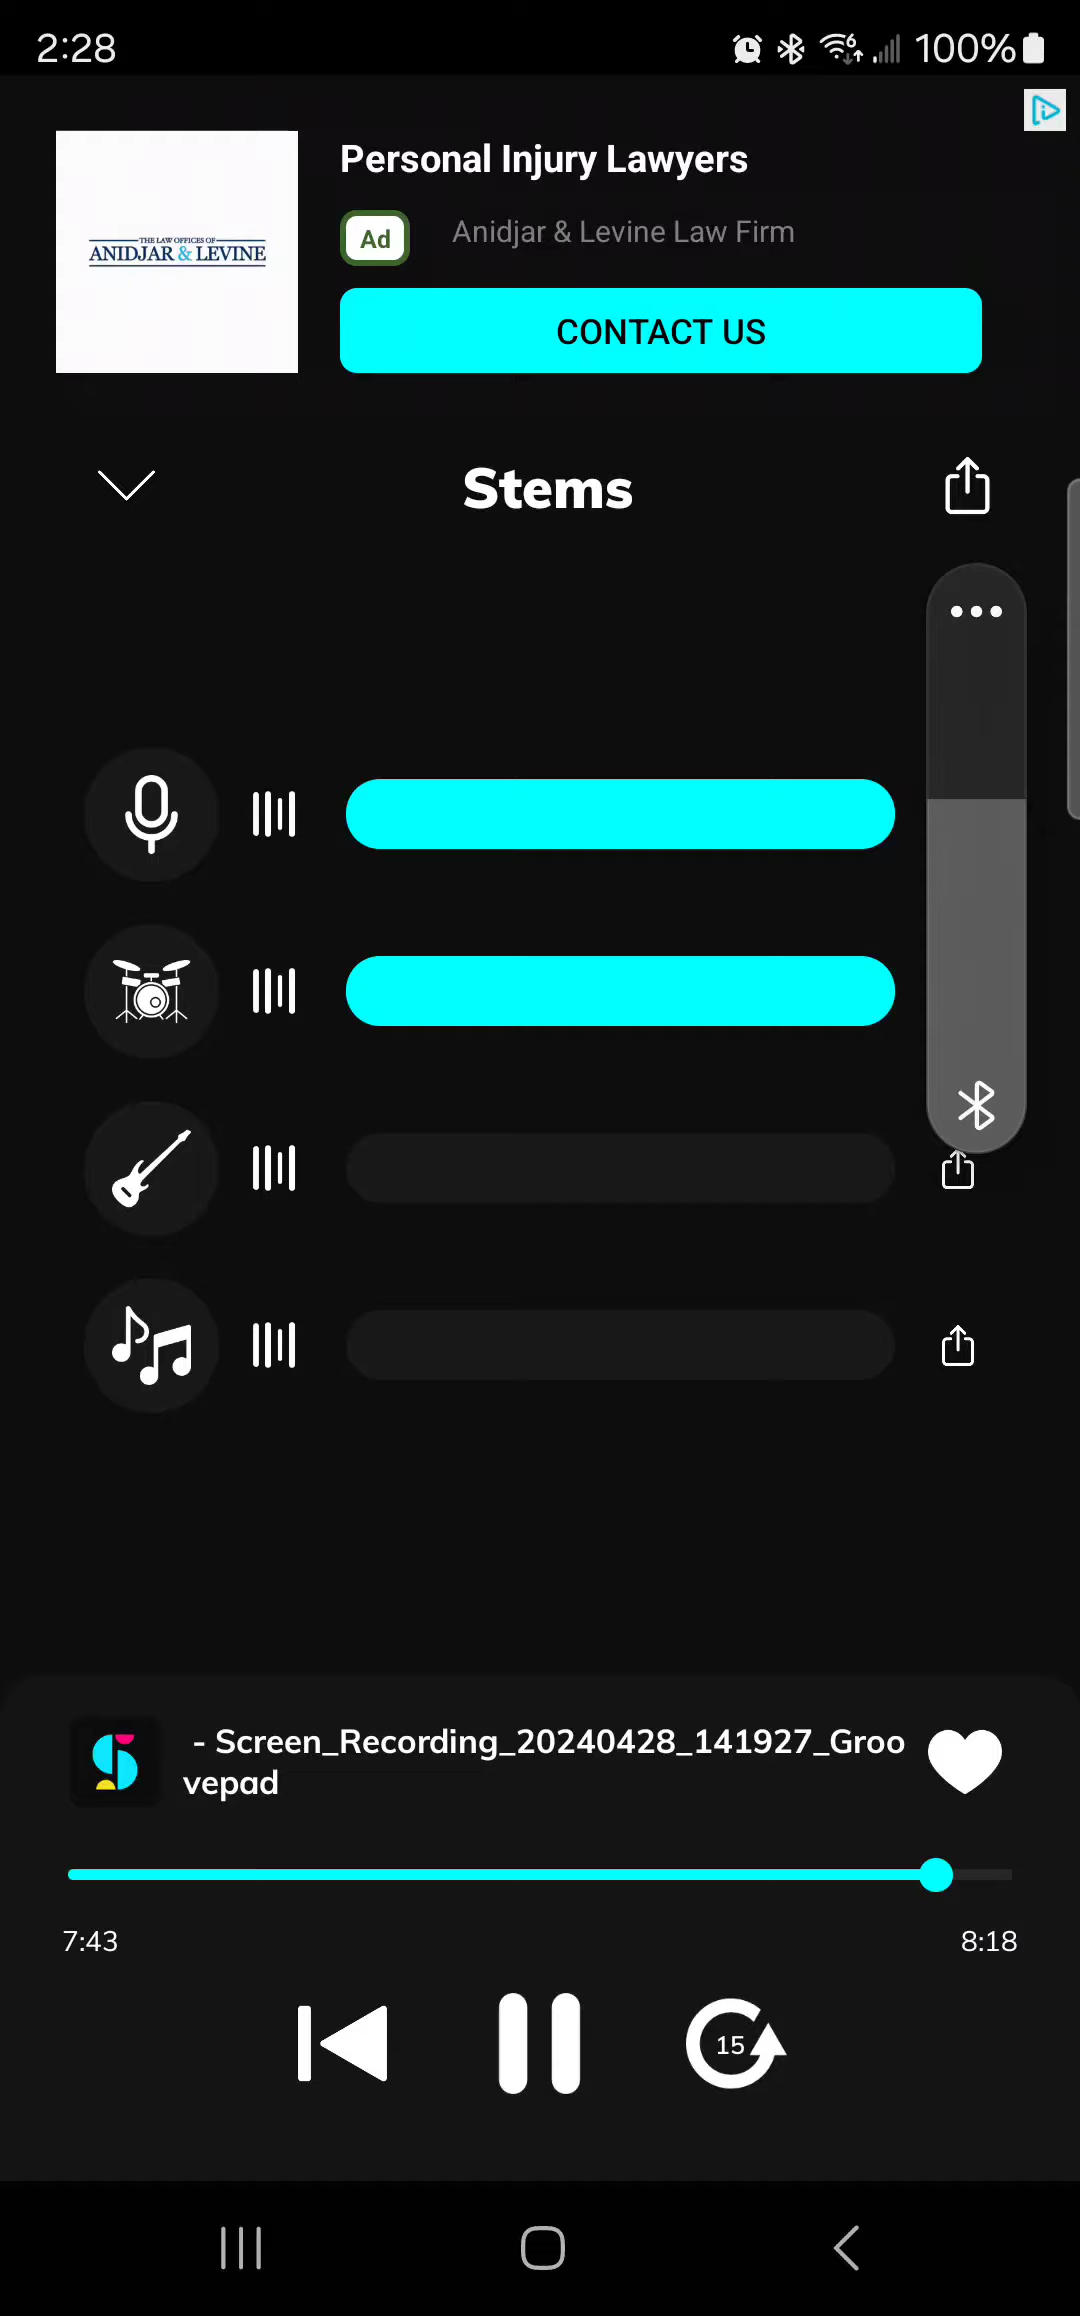 2:28
6
100%
Personal Injury Lawyers
THE LAW OFFICES OF
ANIDJAR & LEVINE
Ad
Anidjar & Levine Law Firm
CONTACT US
Stems
- Screen_Recording_20240428_141927_Groo
vepad
7:43
8:18
15